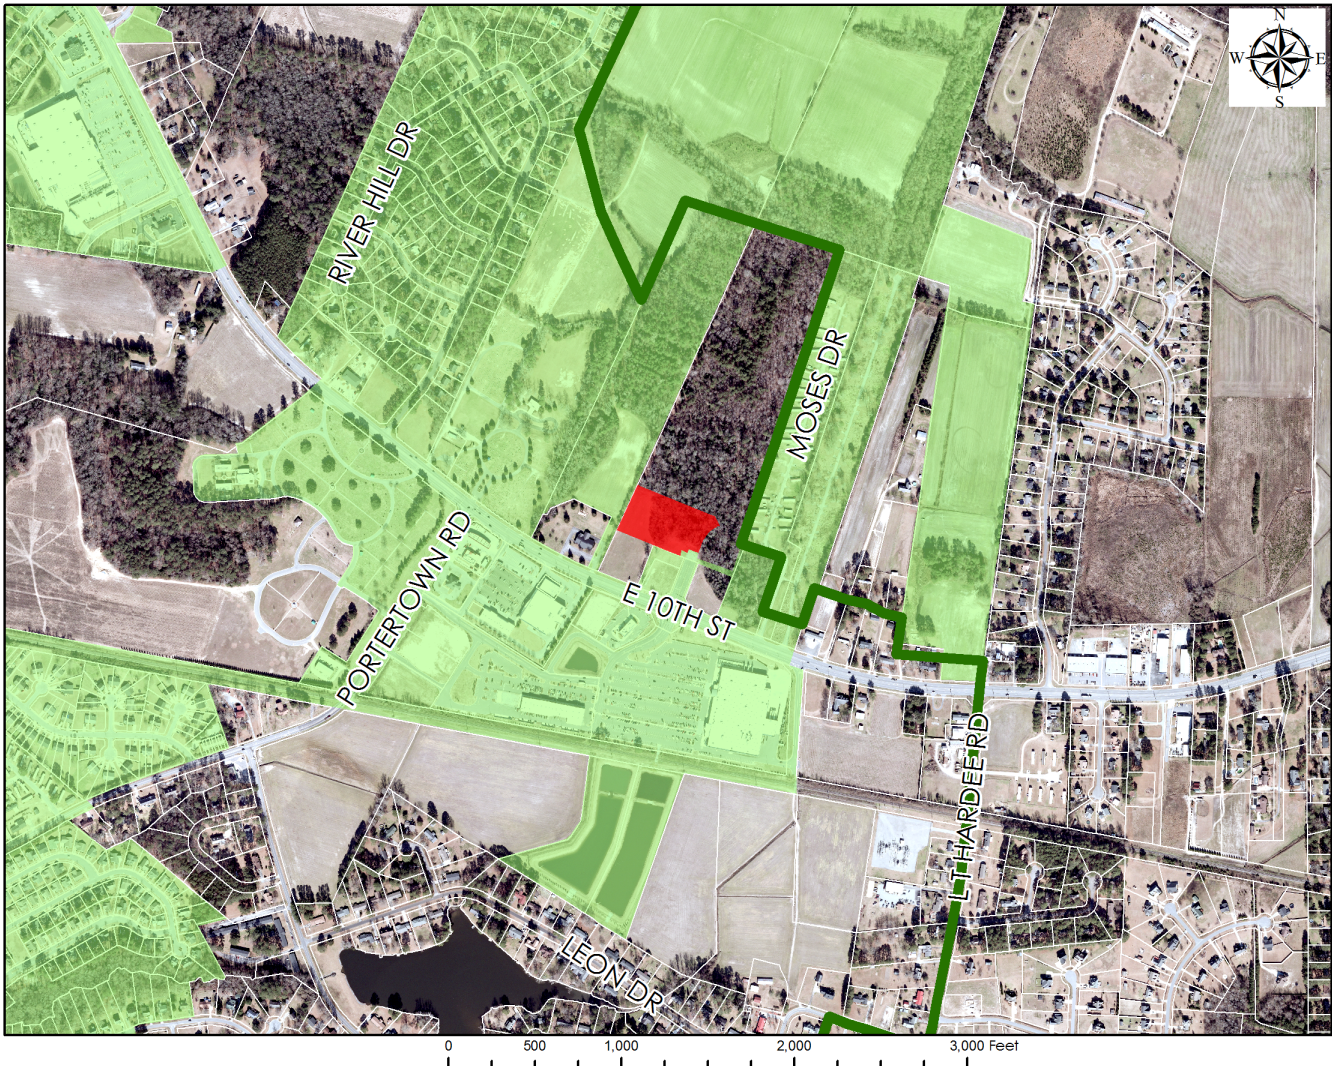 N
W E
S
RIVER HILL DR
MOSES DR
PORTERTOWN RD
E 10TH ST
LT HARDEE RD
LEON DR
0 500 1,000 2,000 3,000 Feet